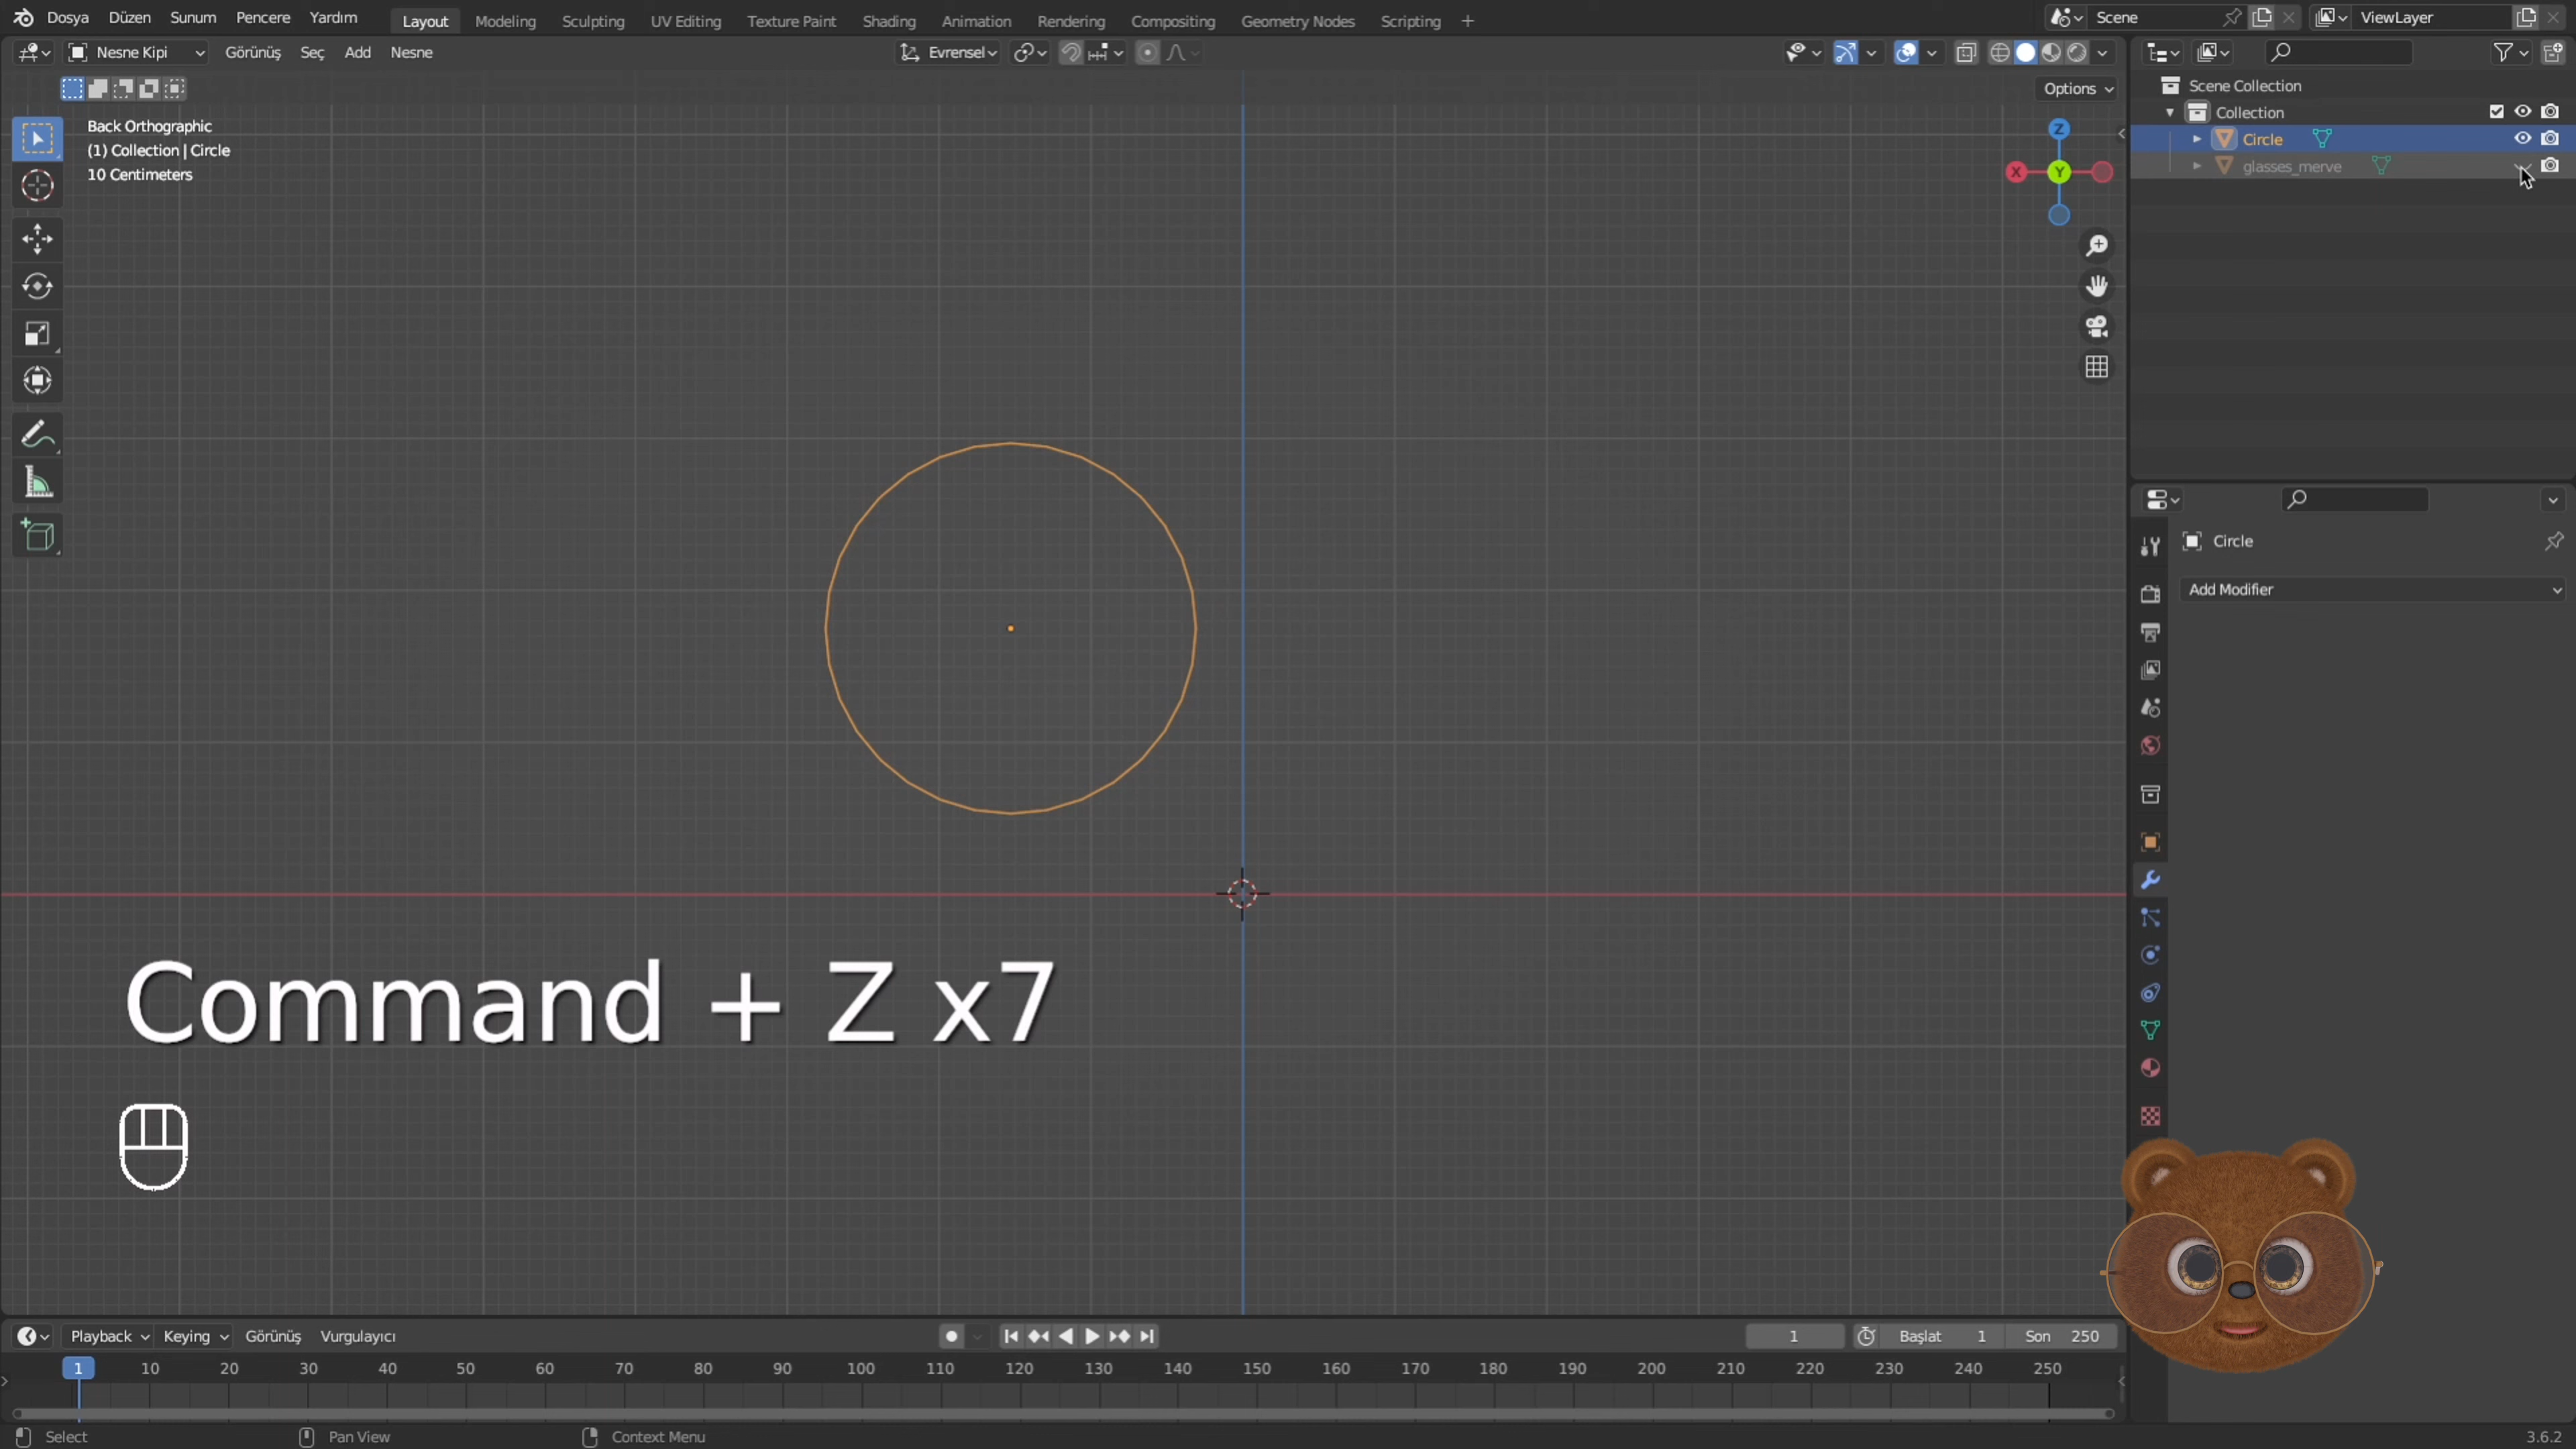 Dosya Düzen Sunum Pencere Yardım Layout Modeling Sculpting UV Editing Texture Paint Shading Animation Rendering Compositing Geometry Nodes Scripting + Scene ViewLayer
Nesne Kipi Görünüş Seç Add Nesne Evrensel
Options
Back Orthographic
(1) Collection | Circle
10 Centimeters
Z
X Y
Scene Collection
Collection
Circle
glasses_merve
Circle
Add Modifier
Command + Z x7
Playback Keying Görünüş Vurgulayıcı 1 Başlat 1 Son 250
1 10 20 30 40 50 60 70 80 90 100 110 120 130 140 150 160 170 180 190 200 210 220 230 240 250
Select Pan View Context Menu 3.6.2